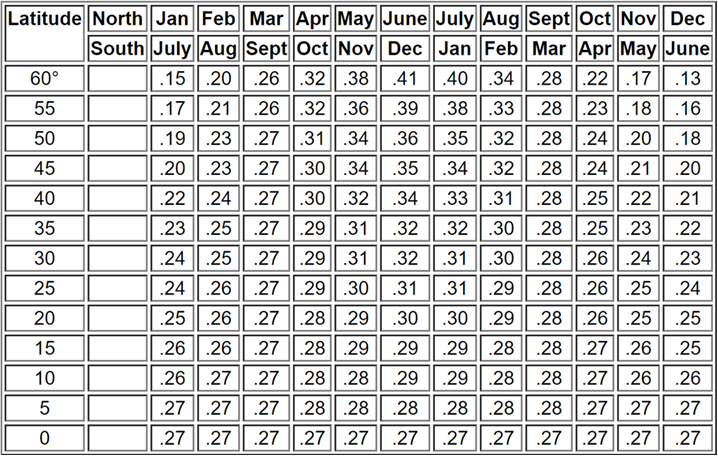 Latitude North Jan Feb Mar Apr May June July Aug Sept Oct Nov Dec
South July Aug Sept Oct Nov Dec Jan Feb Mar Apr May June
60° .15 .20 .26 .32 .38 .41 .40 .34 .28 .22 .17 .13
55 .17 .21 .26 .32 .36 .39 .38 .33 .28 .23 .18 .16
50 .19 .23 .27 .31 .34 .36 .35 .32 .28 .24 .20 .18
45 .20 .23 .27 .30 .34 .35 .34 .32 .28 .24 .21 .20
40 .22 .24 .27 .30 .32 .34 .33 .31 .28 .25 .22 .21
35 .23 .25 .27 .29 .31 .32 .32 .30 .28 .25 .23 .22
30 .24 .25 .27 .29 .31 .32 .31 .30 .28 .26 .24 .23
25 .24 .26 .27 .29 .30 .31 .31 .29 .28 .26 .25 .24
20 .25 .26 .27 .28 .29 .30 .30 .29 .28 .26 .25 .25
15 .26 .26 .27 .28 .29 .29 .29 .28 .28 .27 .26 .25
10 .26 .27 .27 .28 .28 .29 .29 .28 .28 .27 .26 .26
5 .27 .27 .27 .28 .28 .28 .28 .28 .28 .27 .27 .27
0 .27 .27 .27 .27 .27 .27 .27 .27 .27 .27 .27 .27